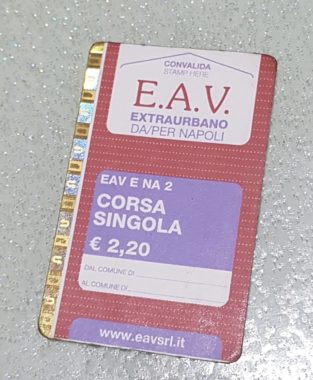 CONVALIDA
STAMP HERE
E.A.V.
EXTRAURBANO
DA/PER NAPOLI
EAV E NA 2
CORSA
SINGOLA
€ 2,20
DAL COMUNE DI
AL COMUNE DI
www.eavsrl.it